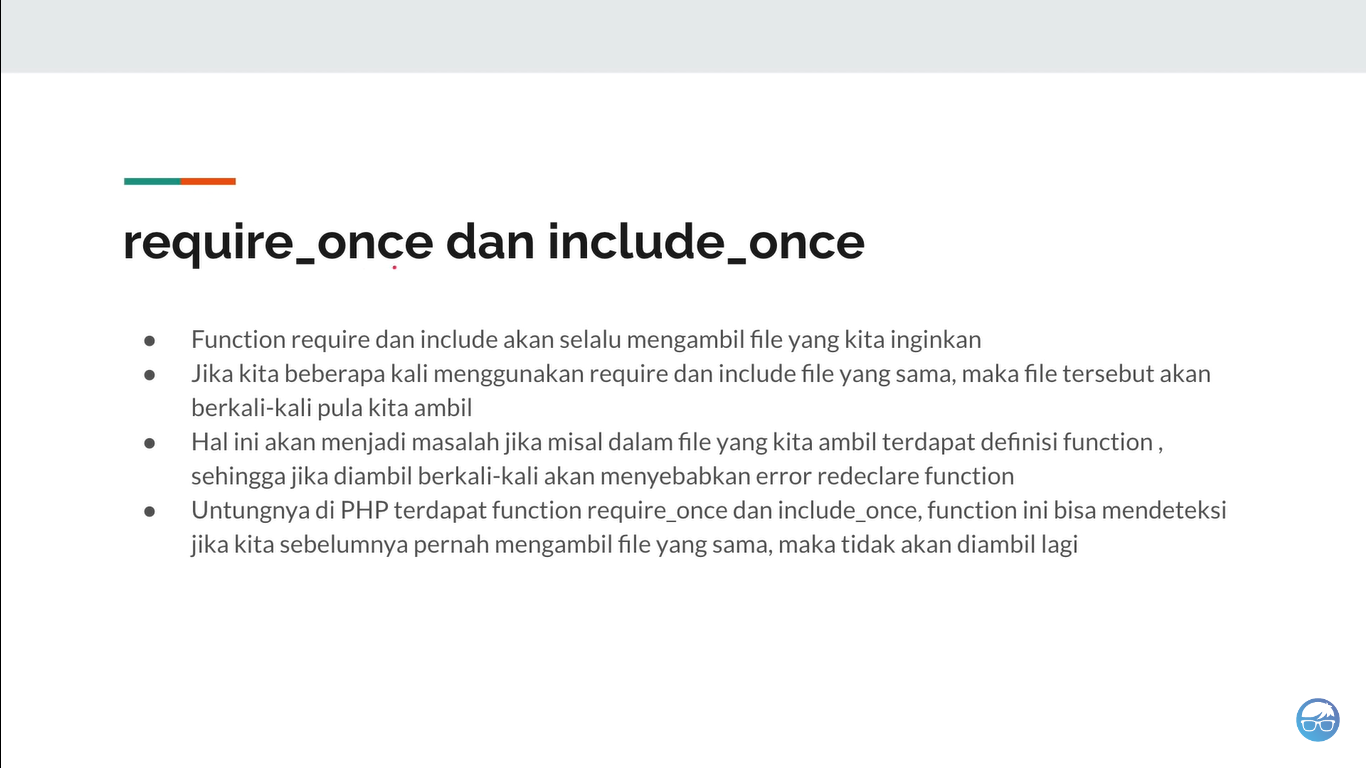 require_once dan include_once
● Function require dan include akan selalu mengambil file yang kita inginkan
● Jika kita beberapa kali menggunakan require dan include file yang sama, maka file tersebut akan
berkali-kali pula kita ambil
● Hal ini akan menjadi masalah jika misal dalam file yang kita ambil terdapat definisi function ,
sehingga jika diambil berkali-kali akan menyebabkan error redeclare function
● Untungnya di PHP terdapat function require_once dan include_once, function ini bisa mendeteksi
jika kita sebelumnya pernah mengambil file yang sama, maka tidak akan diambil lagi